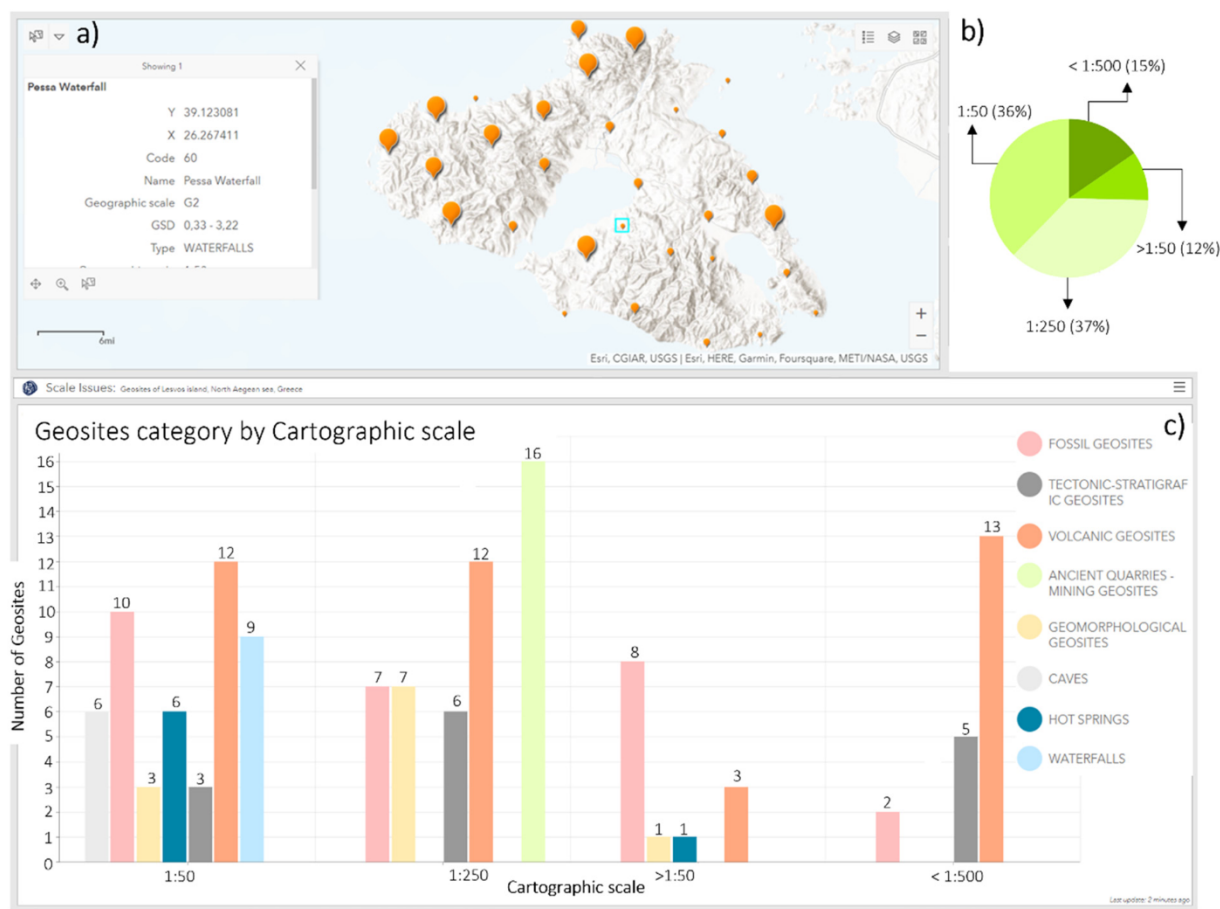 a)
Showing 1
Pessa Waterfall
Y 39.123081
X 26.267411
Code 60
Name Pessa Waterfall
Geographic scale G2
GSD 0,33 - 3,22
Type WATERFALLS
6mi
+
−
Esri, CGIAR, USGS | Esri, HERE, Garmin, Foursquare, METI/NASA, USGS
b)
< 1:500 (15%)
1:50 (36%)
>1:50 (12%)
1:250 (37%)
Scale Issues: Geosites of Lesvos island, North Aegean sea, Greece
c)
Geosites category by Cartographic scale
Number of Geosites
16
15
14
13
12
11
10
9
8
7
6
5
4
3
2
1
0
6
10
3
6
3
12
9
7
7
6
12
16
8
1
1
3
2
5
13
1:50
1:250
>1:50
< 1:500
Cartographic scale
FOSSIL GEOSITES
TECTONIC-STRATIGRAF
IC GEOSITES
VOLCANIC GEOSITES
ANCIENT QUARRIES -
MINING GEOSITES
GEOMORPHOLOGICAL
GEOSITES
CAVES
HOT SPRINGS
WATERFALLS
Last update: 2 minutes ago